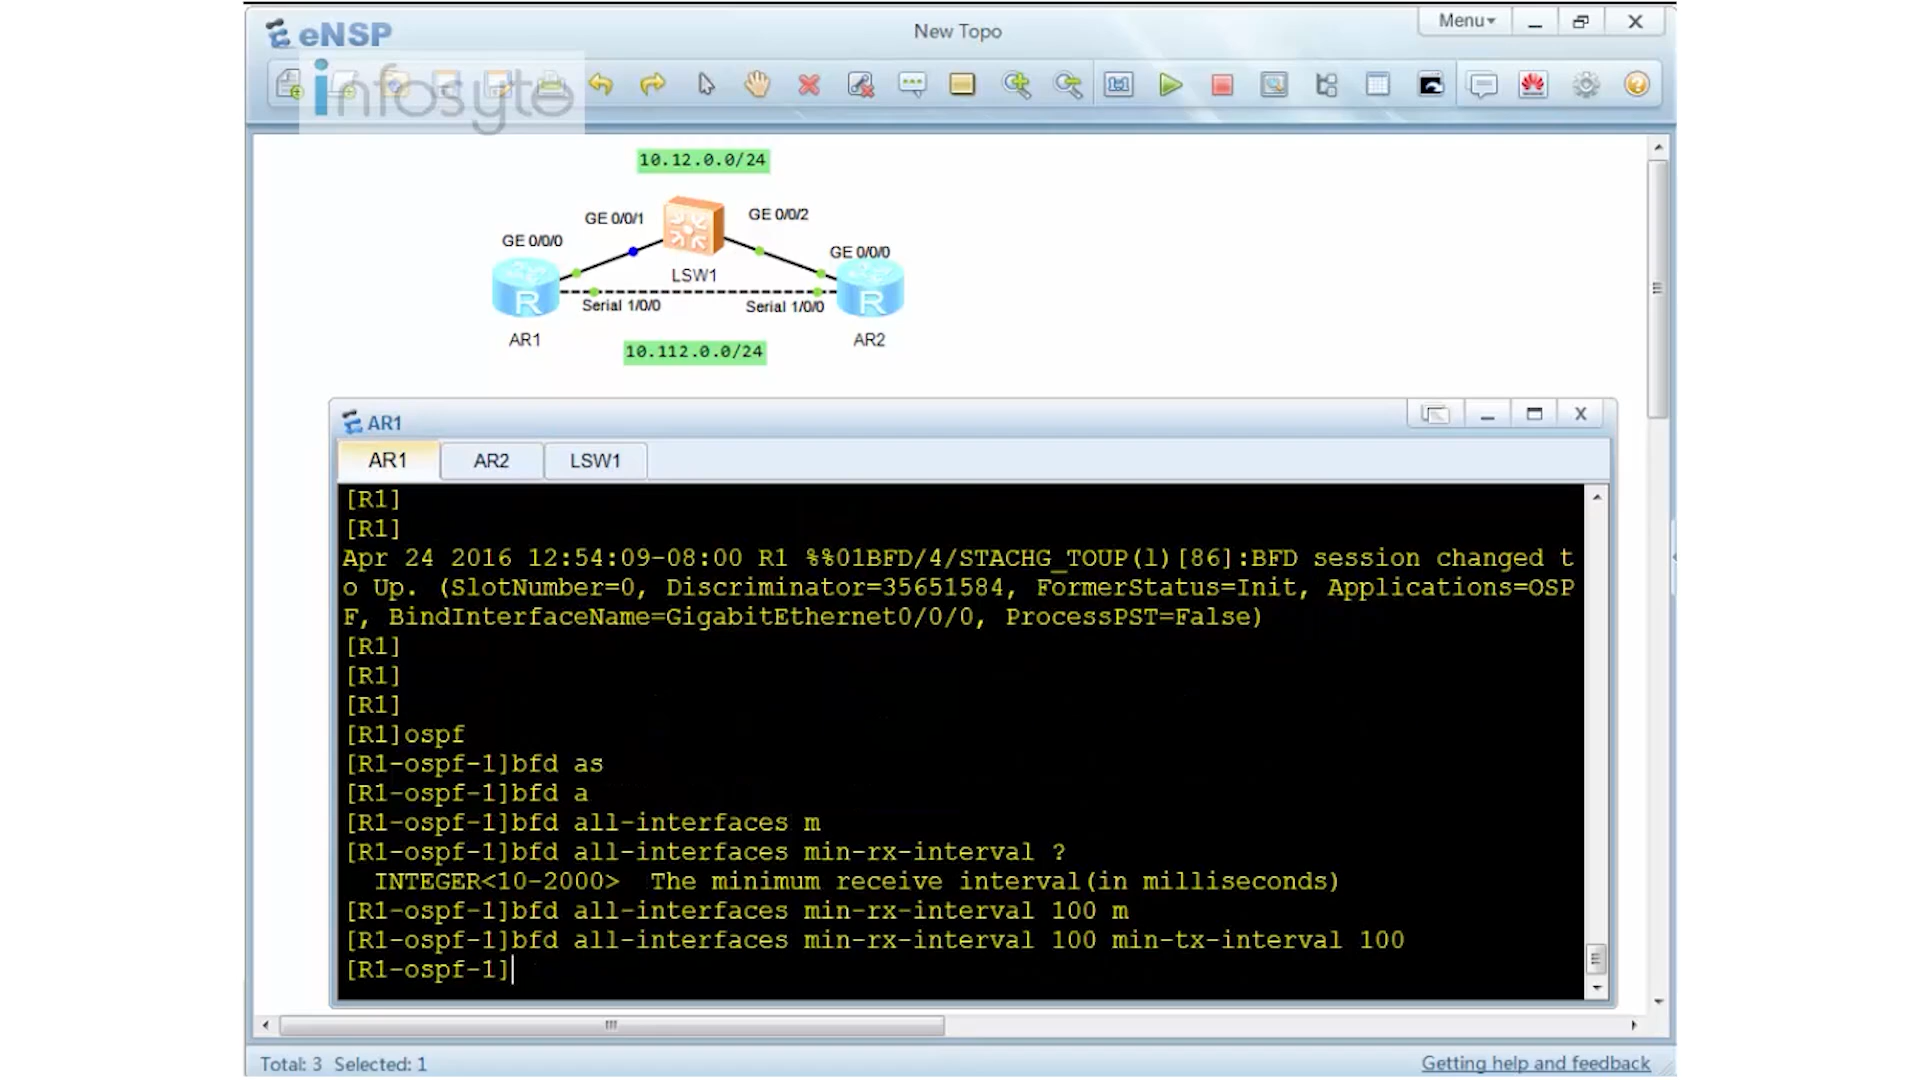 eNSP
New Topo
Menu
infosyte
10.12.0.0/24
GE 0/0/1
GE 0/0/2
GE 0/0/0
GE 0/0/0
LSW1
Serial 1/0/0
Serial 1/0/0
R
R
AR1
AR2
10.112.0.0/24
AR1
AR1
AR2
LSW1
[R1]
[R1]
Apr 24 2016 12:54:09-08:00 R1 %%01BFD/4/STACHG_TOUP(l)[86]:BFD session changed t
o Up. (SlotNumber=0, Discriminator=35651584, FormerStatus=Init, Applications=OSP
F, BindInterfaceName=GigabitEthernet0/0/0, ProcessPST=False)
[R1]
[R1]
[R1]
[R1]ospf
[R1-ospf-1]bfd as
[R1-ospf-1]bfd a
[R1-ospf-1]bfd all-interfaces m
[R1-ospf-1]bfd all-interfaces min-rx-interval ?
INTEGER<10-2000>  The minimum receive interval(in milliseconds)
[R1-ospf-1]bfd all-interfaces min-rx-interval 100 m
[R1-ospf-1]bfd all-interfaces min-rx-interval 100 min-tx-interval 100
[R1-ospf-1]
Total: 3 Selected: 1
Getting help and feedback